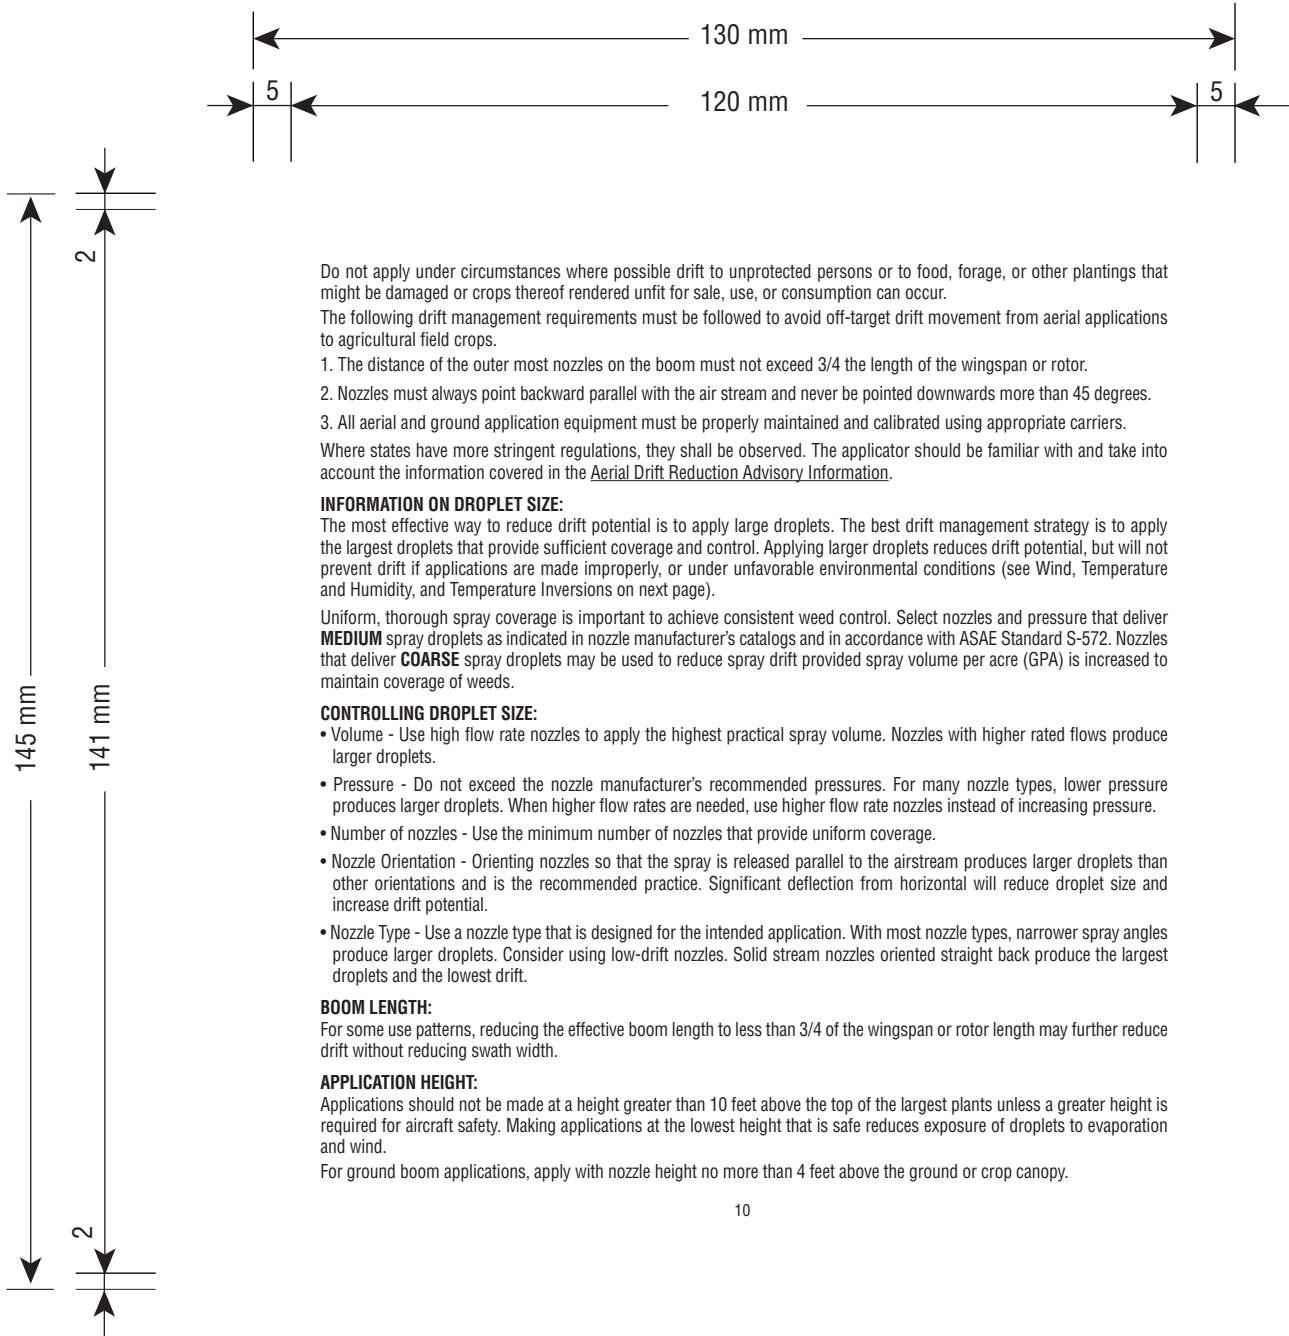 130 mm
5
120 mm
5
2
Do not apply under circumstances where possible drift to unprotected persons or to food, forage, or other plantings that
might be damaged or crops thereof rendered unfit for sale, use, or consumption can occur.
The following drift management requirements must be followed to avoid off-target drift movement from aerial applications
to agricultural field crops.
1. The distance of the outer most nozzles on the boom must not exceed 3/4 the length of the wingspan or rotor.
2. Nozzles must always point backward parallel with the air stream and never be pointed downwards more than 45 degrees.
3. All aerial and ground application equipment must be properly maintained and calibrated using appropriate carriers.
Where states have more stringent regulations, they shall be observed. The applicator should be familiar with and take into
account the information covered in the Aerial Drift Reduction Advisory Information.
INFORMATION ON DROPLET SIZE:
The most effective way to reduce drift potential is to apply large droplets. The best drift management strategy is to apply
the largest droplets that provide sufficient coverage and control. Applying larger droplets reduces drift potential, but will not
prevent drift if applications are made improperly, or under unfavorable environmental conditions (see Wind, Temperature
and Humidity, and Temperature Inversions on next page).
Uniform, thorough spray coverage is important to achieve consistent weed control. Select nozzles and pressure that deliver
MEDIUM spray droplets as indicated in nozzle manufacturer's catalogs and in accordance with ASAE Standard S-572. Nozzles
that deliver COARSE spray droplets may be used to reduce spray drift provided spray volume per acre (GPA) is increased to
maintain coverage of weeds.
145 mm
141 mm
CONTROLLING DROPLET SIZE:
• Volume - Use high flow rate nozzles to apply the highest practical spray volume. Nozzles with higher rated flows produce
larger droplets.
• Pressure - Do not exceed the nozzle manufacturer's recommended pressures. For many nozzle types, lower pressure
produces larger droplets. When higher flow rates are needed, use higher flow rate nozzles instead of increasing pressure.
• Number of nozzles - Use the minimum number of nozzles that provide uniform coverage.
• Nozzle Orientation - Orienting nozzles so that the spray is released parallel to the airstream produces larger droplets than
other orientations and is the recommended practice. Significant deflection from horizontal will reduce droplet size and
increase drift potential.
• Nozzle Type - Use a nozzle type that is designed for the intended application. With most nozzle types, narrower spray angles
produce larger droplets. Consider using low-drift nozzles. Solid stream nozzles oriented straight back produce the largest
droplets and the lowest drift.
BOOM LENGTH:
For some use patterns, reducing the effective boom length to less than 3/4 of the wingspan or rotor length may further reduce
drift without reducing swath width.
APPLICATION HEIGHT:
Applications should not be made at a height greater than 10 feet above the top of the largest plants unless a greater height is
required for aircraft safety. Making applications at the lowest height that is safe reduces exposure of droplets to evaporation
and wind.
For ground boom applications, apply with nozzle height no more than 4 feet above the ground or crop canopy.
10
2